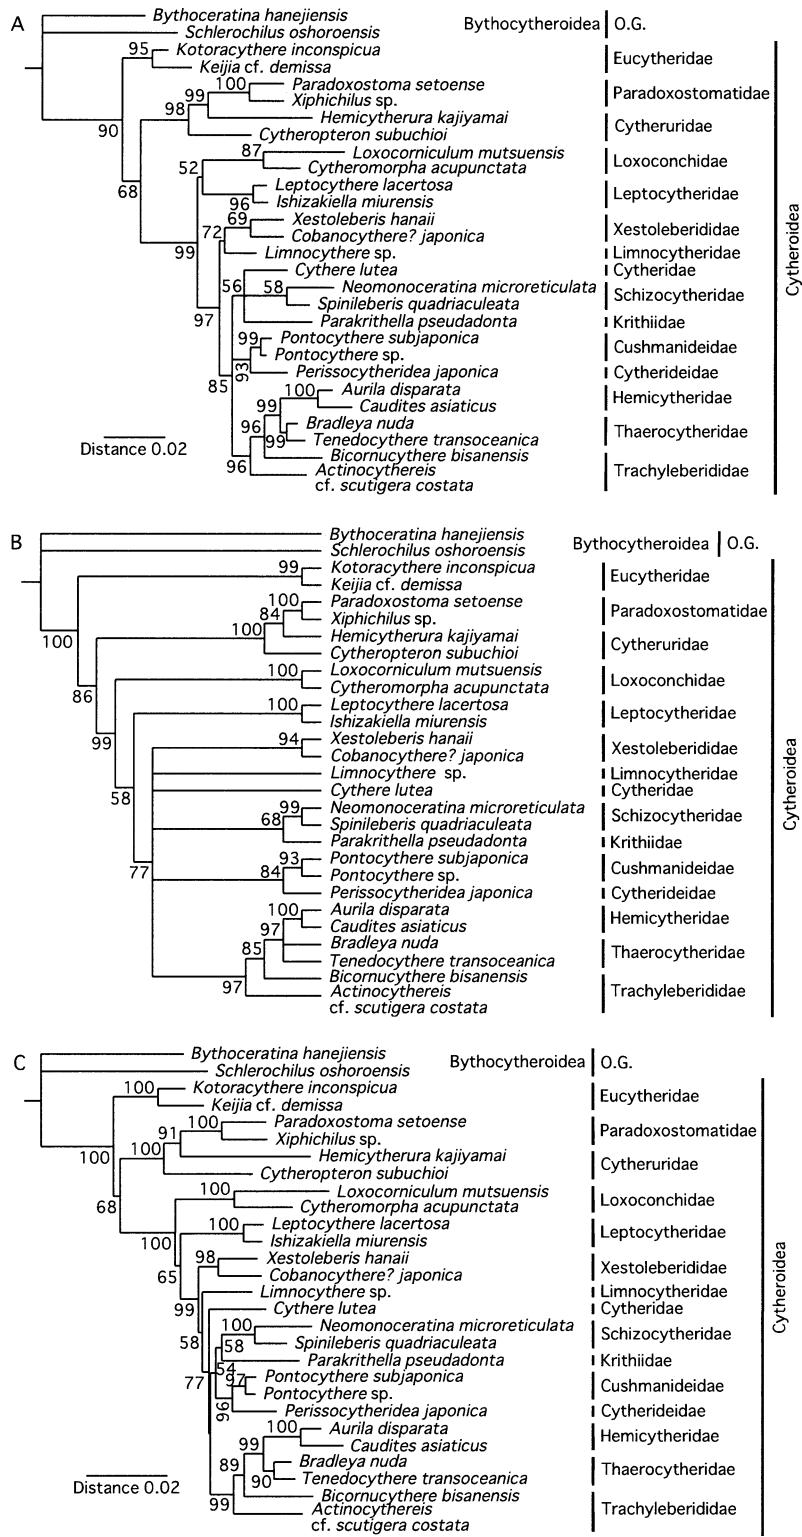 A
Bythoceratina hanejiensis
Bythocytheroidea
O.G.
Schlerochilus oshoroensis
95
Kotoracythere inconspicua
Eucytheridae
Keijia cf. demissa
100
Paradoxostoma setoense
Paradoxostomatidae
99
Xiphichilus sp.
98
Hemicytherura kajiyamai
Cytheruridae
90
Cytheropteron subuchioi
87
Loxocorniculum mutsuensis
Loxoconchidae
52
Cytheromorpha acupunctata
68
Leptocythere lacertosa
Leptocytheridae
96
Ishizakiella miurensis
69
Xestoleberis hanaii
Xestoleberididae
72
Cobanocythere? japonica
99
Limnocythere sp.
Limnocytheridae
Cythere lutea
Cytheridae
56
58
Neomonoceratina microreticulata
Schizocytheridae
Spinileberis quadriaculeata
97
Parakrithella pseudadonta
Krithiidae
99
Pontocythere subjaponica
Cushmanideidae
Pontocythere sp.
93
Perissocytheridea japonica
Cytherideidae
85
100
Aurila disparata
Hemicytheridae
99
Caudites asiaticus
96
Bradleya nuda
Thaerocytheridae
99
Tenedocythere transoceanica
Distance 0.02
Bicornucythere bisanensis
96
Actinocythereis
Trachyleberididae
cf. scutigera costata
Cytheroidea
B
Bythoceratina hanejiensis
Bythocytheroidea
O.G.
Schlerochilus oshoroensis
99
Kotoracythere inconspicua
Eucytheridae
Keijia cf. demissa
100
Paradoxostoma setoense
Paradoxostomatidae
84
Xiphichilus sp.
100
100
Hemicytherura kajiyamai
Cytheruridae
Cytheropteron subuchioi
100
Loxocorniculum mutsuensis
Loxoconchidae
86
Cytheromorpha acupunctata
100
Leptocythere lacertosa
Leptocytheridae
Ishizakiella miurensis
99
94
Xestoleberis hanaii
Xestoleberididae
Cobanocythere? japonica
Limnocythere sp.
Limnocytheridae
58
Cythere lutea
Cytheridae
99
Neomonoceratina microreticulata
Schizocytheridae
68
Spinileberis quadriaculeata
Parakrithella pseudadonta
Krithiidae
77
93
Pontocythere subjaponica
Cushmanideidae
84
Pontocythere sp.
Perissocytheridea japonica
Cytherideidae
100
Aurila disparata
Hemicytheridae
97
Caudites asiaticus
85
Bradleya nuda
Thaerocytheridae
Tenedocythere transoceanica
97
Bicornucythere bisanensis
Actinocythereis
Trachyleberididae
cf. scutigera costata
Cytheroidea
C
Bythoceratina hanejiensis
Bythocytheroidea
O.G.
Schlerochilus oshoroensis
100
Kotoracythere inconspicua
Eucytheridae
Keijia cf. demissa
100
Paradoxostoma setoense
Paradoxostomatidae
91
Xiphichilus sp.
100
100
Hemicytherura kajiyamai
Cytheruridae
Cytheropteron subuchioi
100
Loxocorniculum mutsuensis
Loxoconchidae
68
Cytheromorpha acupunctata
100
Leptocythere lacertosa
Leptocytheridae
100
Ishizakiella miurensis
98
Xestoleberis hanaii
Xestoleberididae
65
Cobanocythere? japonica
Limnocythere sp.
Limnocytheridae
99
Cythere lutea
Cytheridae
100
Neomonoceratina microreticulata
Schizocytheridae
58
58
Spinileberis quadriaculeata
Parakrithella pseudadonta
Krithiidae
54
77
97
Pontocythere subjaponica
Cushmanideidae
Pontocythere sp.
96
Perissocytheridea japonica
Cytherideidae
100
Aurila disparata
Hemicytheridae
99
Caudites asiaticus
89
Bradleya nuda
Thaerocytheridae
90
Tenedocythere transoceanica
Distance 0.02
99
Bicornucythere bisanensis
Actinocythereis
Trachyleberididae
cf. scutigera costata
Cytheroidea